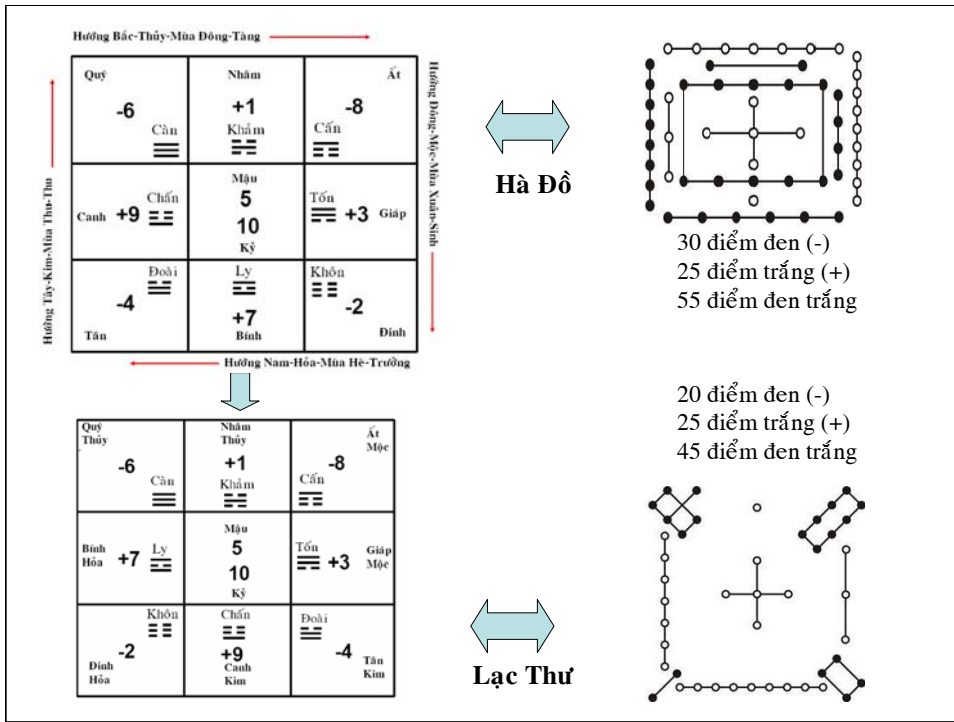 Hướng Bắc-Thủy-Mùa Đông-Tàng
Hướng Tây-Kim-Mùa Thu-Thu
Quý
-6
Càn
Nhâm
+1
Khảm
Ất
-8
Cấn
Canh +9 Chấn
Mậu
5
10
Kỷ
Tốn
+3 Giáp
Đoài
-4
Tân
Ly
+7
Bính
Khôn
-2
Đinh
Hướng Đông-Mộc-Mùa Xuân-Sinh
Hướng Nam-Hỏa-Mùa Hè-Trưởng
Hà Đồ
30 điểm đen (-)
25 điểm trắng (+)
55 điểm đen trắng
Quý
Thủy
-6
Càn
Nhâm
Thủy
+1
Khảm
Ất
Mộc
-8
Cấn
Bính
Hỏa
+7 Ly
Mậu
5
10
Kỷ
Tốn
+3
Giáp
Mộc
Khôn
-2
Đinh
Hỏa
Chấn
+9
Canh
Kim
Đoài
-4
Tân
Kim
Lạc Thư
20 điểm đen (-)
25 điểm trắng (+)
45 điểm đen trắng